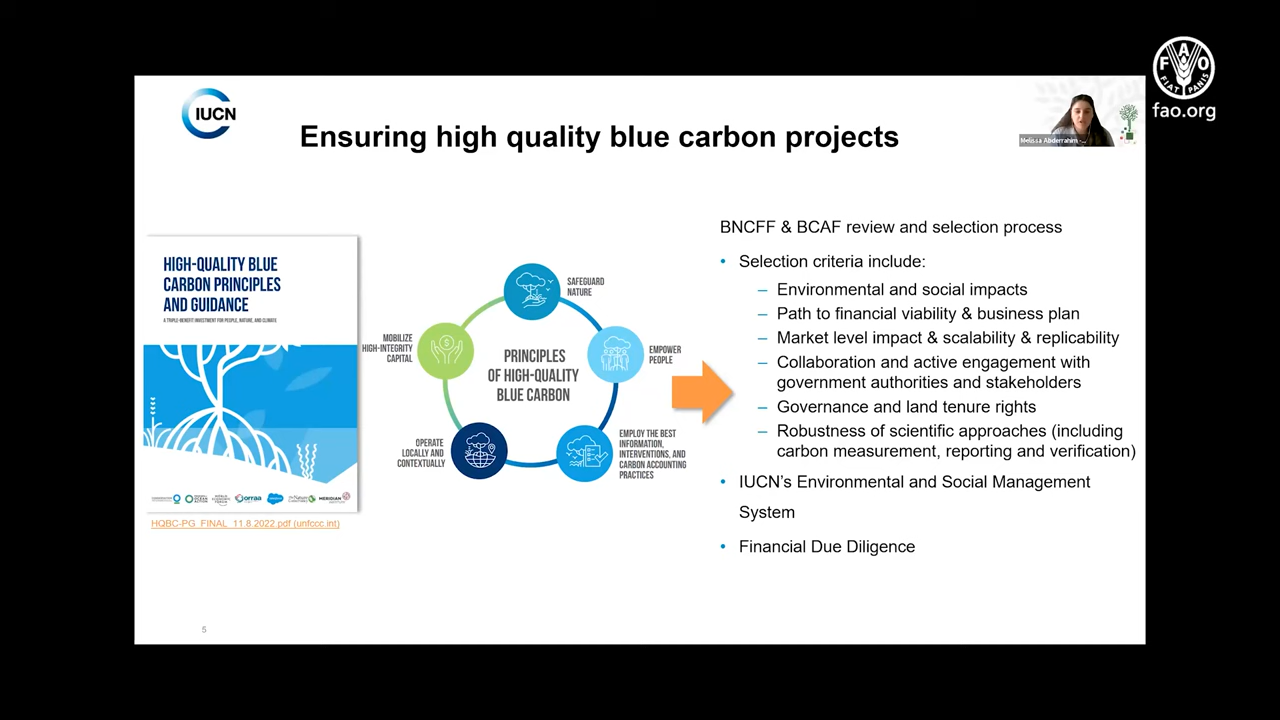 FAO
FIAT PANIS
fao.org
IUCN
Ensuring high quality blue carbon projects
Melissa Abderrahim -...
HIGH-QUALITY BLUE
CARBON PRINCIPLES
AND GUIDANCE
A TRIPLE-BENEFIT INVESTMENT FOR PEOPLE, NATURE, AND CLIMATE
orraa
salesforce
MERIDIAN
HQBC-PG_FINAL_11.8.2022.pdf (unfccc.int)
SAFEGUARD
NATURE
MOBILIZE
HIGH-INTEGRITY
CAPITAL
PRINCIPLES
OF HIGH-QUALITY
BLUE CARBON
EMPOWER
PEOPLE
OPERATE
LOCALLY AND
CONTEXTUALLY
EMPLOY THE BEST
INFORMATION,
INTERVENTIONS, AND
CARBON ACCOUNTING
PRACTICES
BNCFF & BCAF review and selection process
• Selection criteria include:
– Environmental and social impacts
– Path to financial viability & business plan
– Market level impact & scalability & replicability
– Collaboration and active engagement with
government authorities and stakeholders
– Governance and land tenure rights
– Robustness of scientific approaches (including
carbon measurement, reporting and verification)
• IUCN's Environmental and Social Management
System
• Financial Due Diligence
5